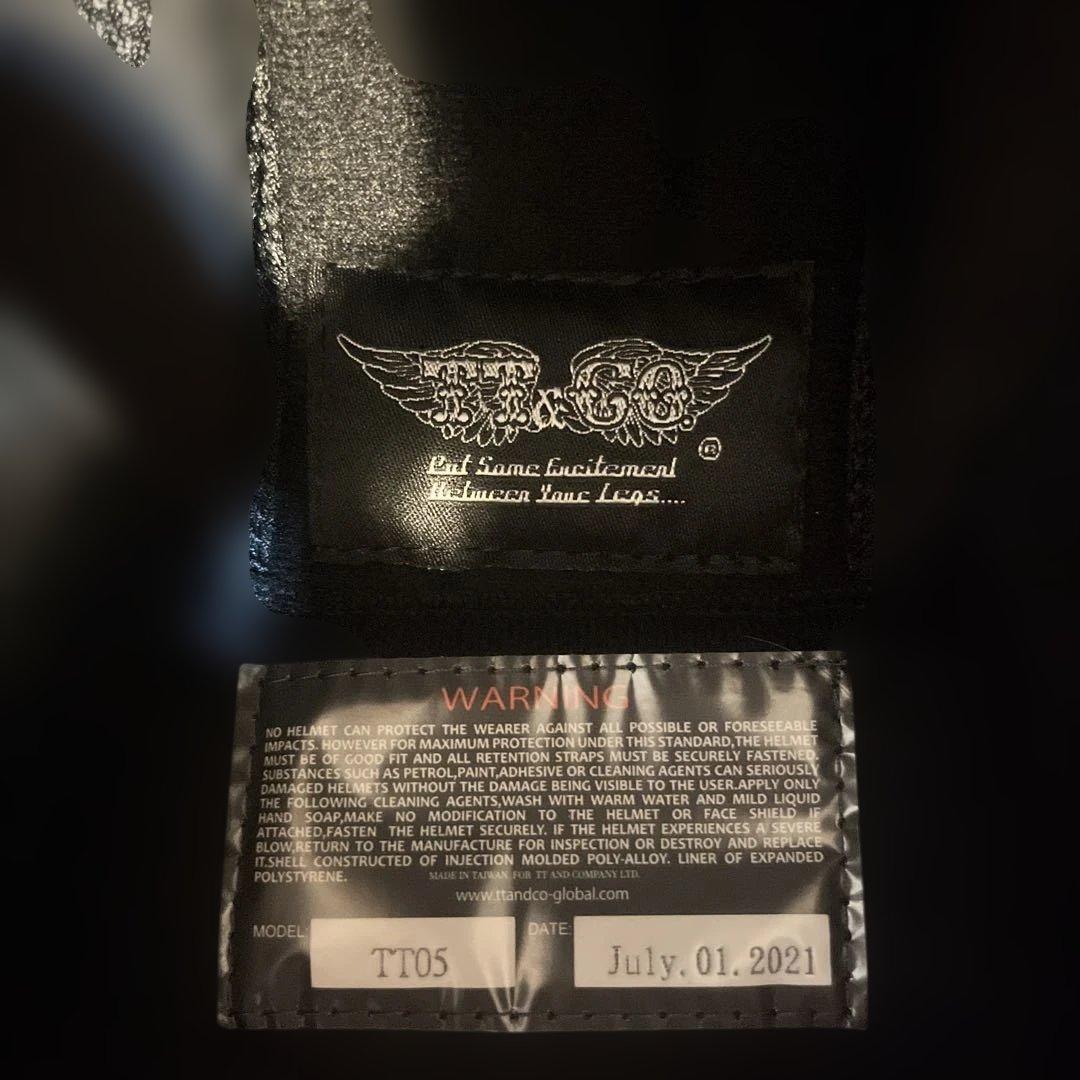 TT&CO.
®
Put Some Excitement
Between Your Legs....
WARNING
NO HELMET CAN PROTECT THE WEARER AGAINST ALL POSSIBLE OR FORESEEABLE
IMPACTS. HOWEVER FOR MAXIMUM PROTECTION UNDER THIS STANDARD,THE HELMET
MUST BE OF GOOD FIT AND ALL RETENTION STRAPS MUST BE SECURELY FASTENED.
SUBSTANCES SUCH AS PETROL,PAINT,ADHESIVE OR CLEANING AGENTS CAN SERIOUSLY
DAMAGED HELMETS WITHOUT THE DAMAGE BEING VISIBLE TO THE USER.APPLY ONLY
THE FOLLOWING CLEANING AGENTS,WASH WITH WARM WATER AND MILD LIQUID
HAND SOAP,MAKE NO MODIFICATION TO THE HELMET OR FACE SHIELD IF
ATTACHED,FASTEN THE HELMET SECURELY. IF THE HELMET EXPERIENCES A SEVERE
BLOW,RETURN TO THE MANUFACTURE FOR INSPECTION OR DESTROY AND REPLACE
IT.SHELL CONSTRUCTED OF INJECTION MOLDED POLY-ALLOY. LINER OF EXPANDED
POLYSTYRENE.
MADE IN TAIWAN FOR TT AND COMPANY LTD.
www.ttandco-global.com
MODEL: TT05 DATE: July. 01. 2021